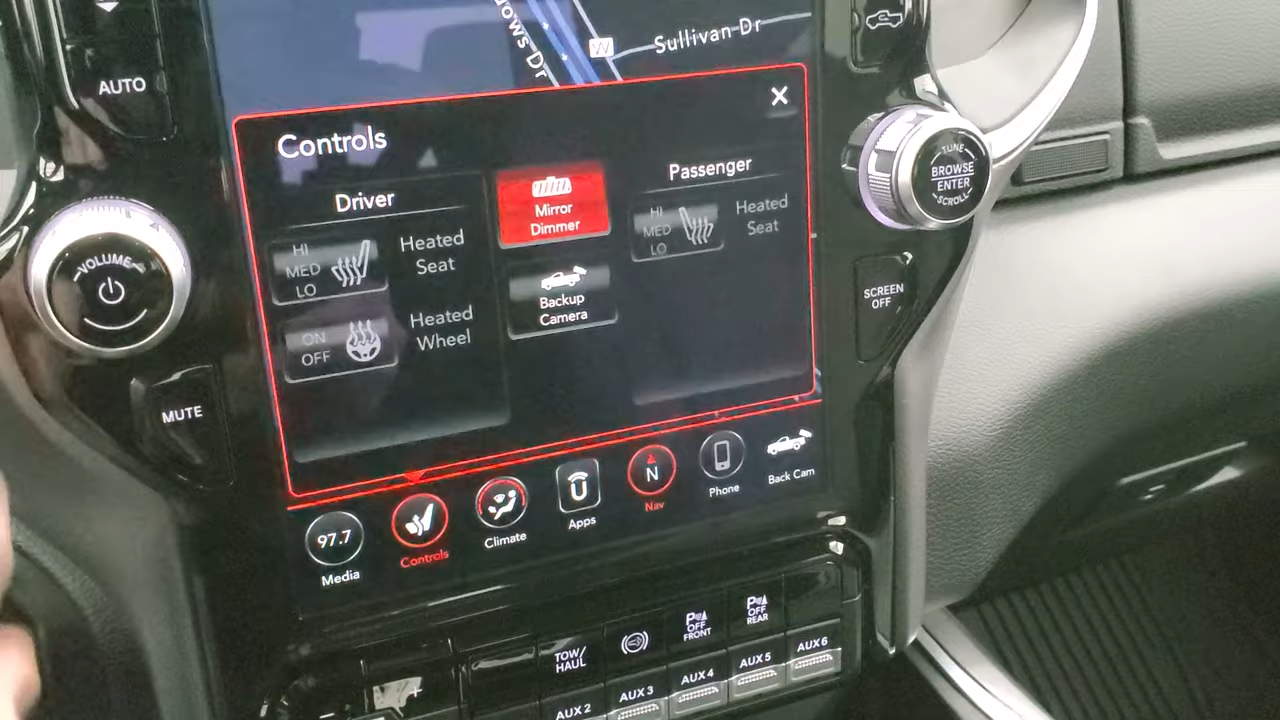 AUTO
dows Dr
W
Sullivan Dr
Controls
X
Driver
HI
MED
LO
Heated
Seat
ON
OFF
Heated
Wheel
Mirror
Dimmer
Backup
Camera
Passenger
HI
MED
LO
Heated
Seat
VOLUME
MUTE
TUNE
BROWSE
ENTER
SCROLL
SCREEN
OFF
97.7
Media
Controls
Climate
U
Apps
N
Nav
Phone
Back Cam
TOW/
HAUL
P
OFF
FRONT
P
OFF
REAR
+
AUX 2
AUX 3
AUX 4
AUX 5
AUX 6